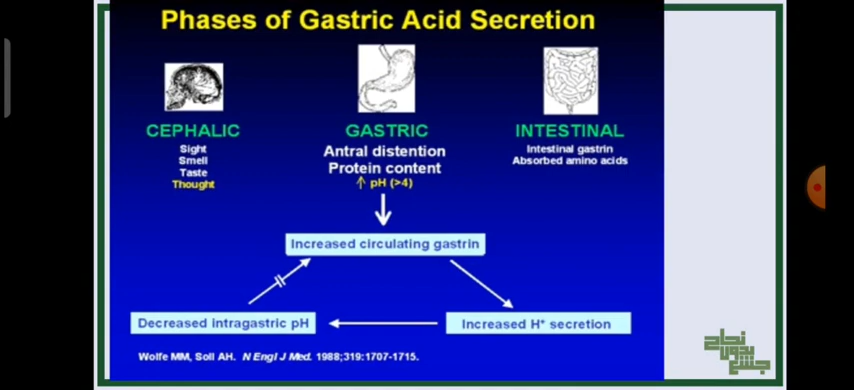 Phases of Gastric Acid Secretion
CEPHALIC
Sight
Smell
Taste
Thought
GASTRIC
Antral distention
Protein content
↑ pH (>4)
INTESTINAL
Intestinal gastrin
Absorbed amino acids
Increased circulating gastrin
Decreased intragastric pH
Increased H⁺ secretion
Wolfe MM, Soll AH. N Engl J Med. 1988;319:1707-1715.
نجاح
بدون